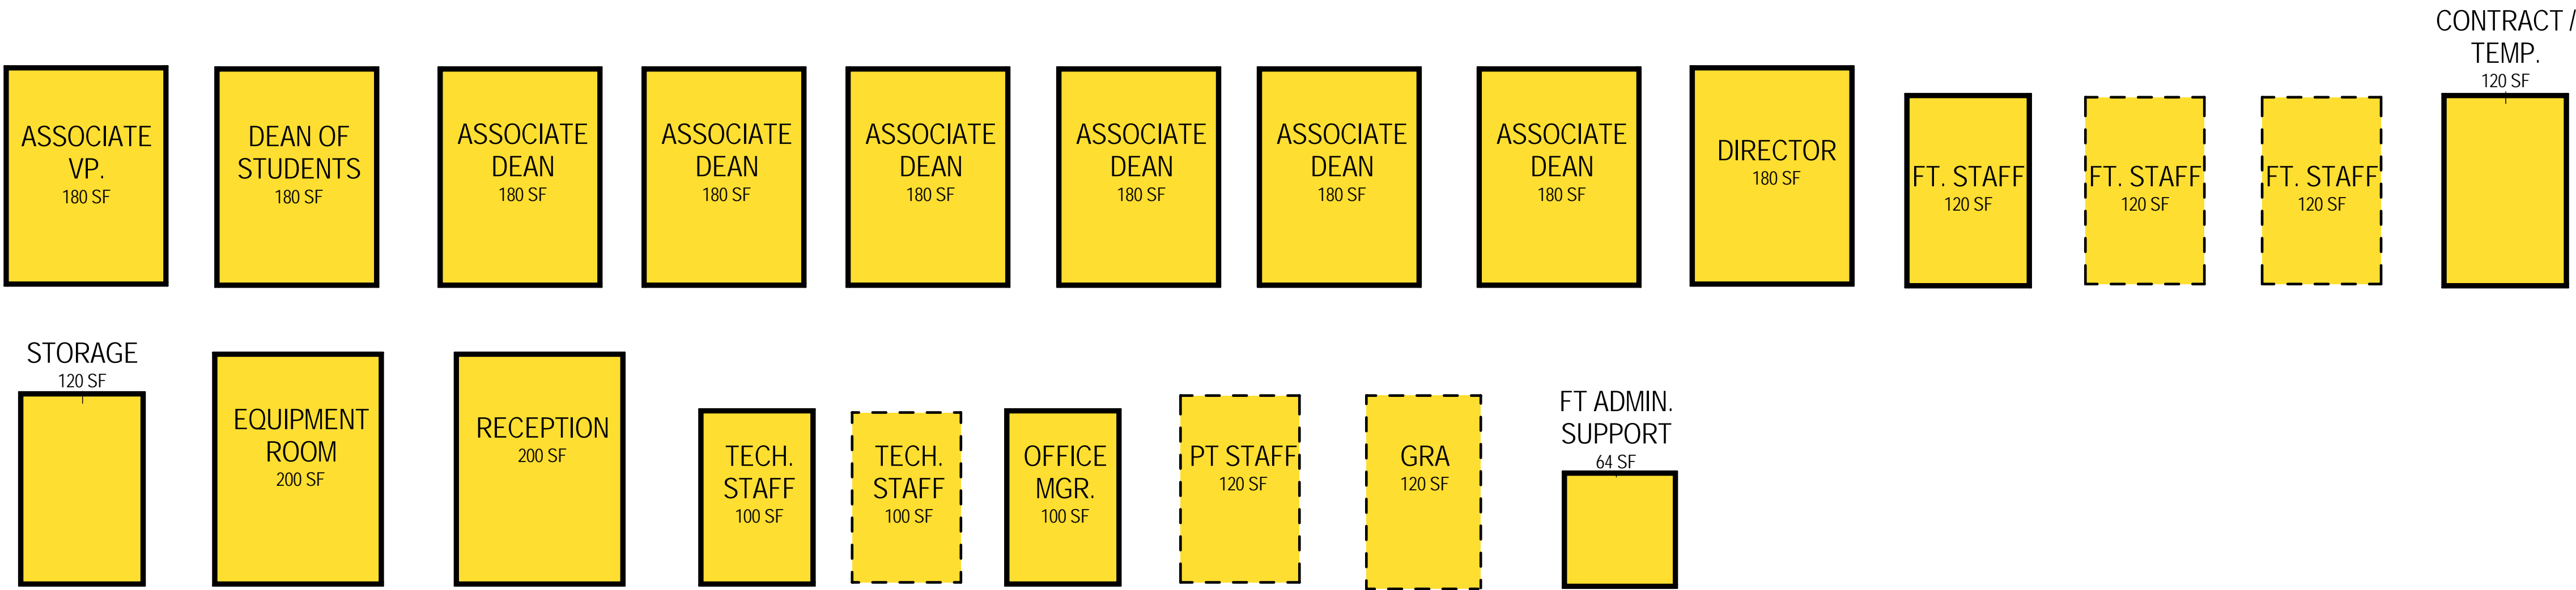 ASSOCIATE
VP.
180 SF
DEAN OF
STUDENTS
180 SF
ASSOCIATE
DEAN
180 SF
ASSOCIATE
DEAN
180 SF
ASSOCIATE
DEAN
180 SF
ASSOCIATE
DEAN
180 SF
ASSOCIATE
DEAN
180 SF
ASSOCIATE
DEAN
180 SF
DIRECTOR
180 SF
FT. STAFF
120 SF
FT. STAFF
120 SF
FT. STAFF
120 SF
CONTRACT /
TEMP.
120 SF
STORAGE
120 SF
EQUIPMENT
ROOM
200 SF
RECEPTION
200 SF
TECH.
STAFF
100 SF
TECH.
STAFF
100 SF
OFFICE
MGR.
100 SF
PT STAFF
120 SF
GRA
120 SF
FT ADMIN.
SUPPORT
64 SF